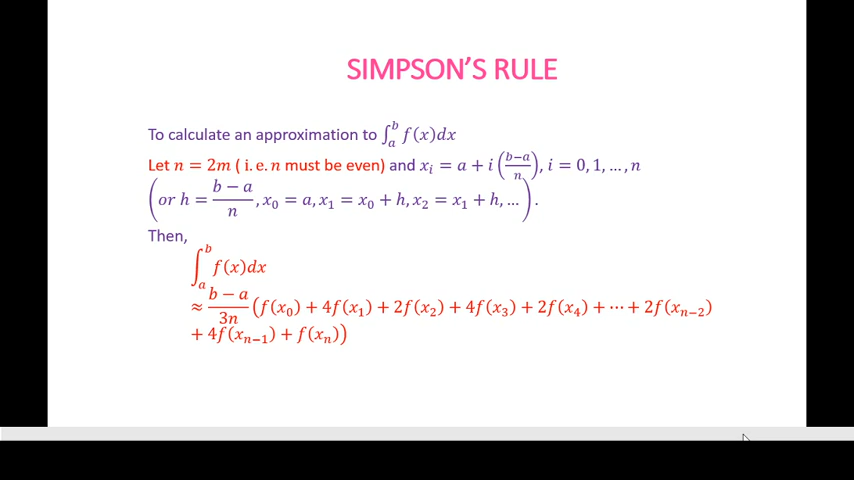 SIMPSON'S RULE
To calculate an approximation to ∫_a^b f(x)dx
Let n = 2m ( i. e. n must be even) and x_i = a + i ((b−a)/n), i = 0, 1, ..., n
(or h = (b − a)/n, x_0 = a, x_1 = x_0 + h, x_2 = x_1 + h, ...).
Then,
∫_a^b f(x)dx
≈ (b − a)/3n (f(x_0) + 4f(x_1) + 2f(x_2) + 4f(x_3) + 2f(x_4) + ⋯ + 2f(x_{n−2})
+ 4f(x_{n−1}) + f(x_n))